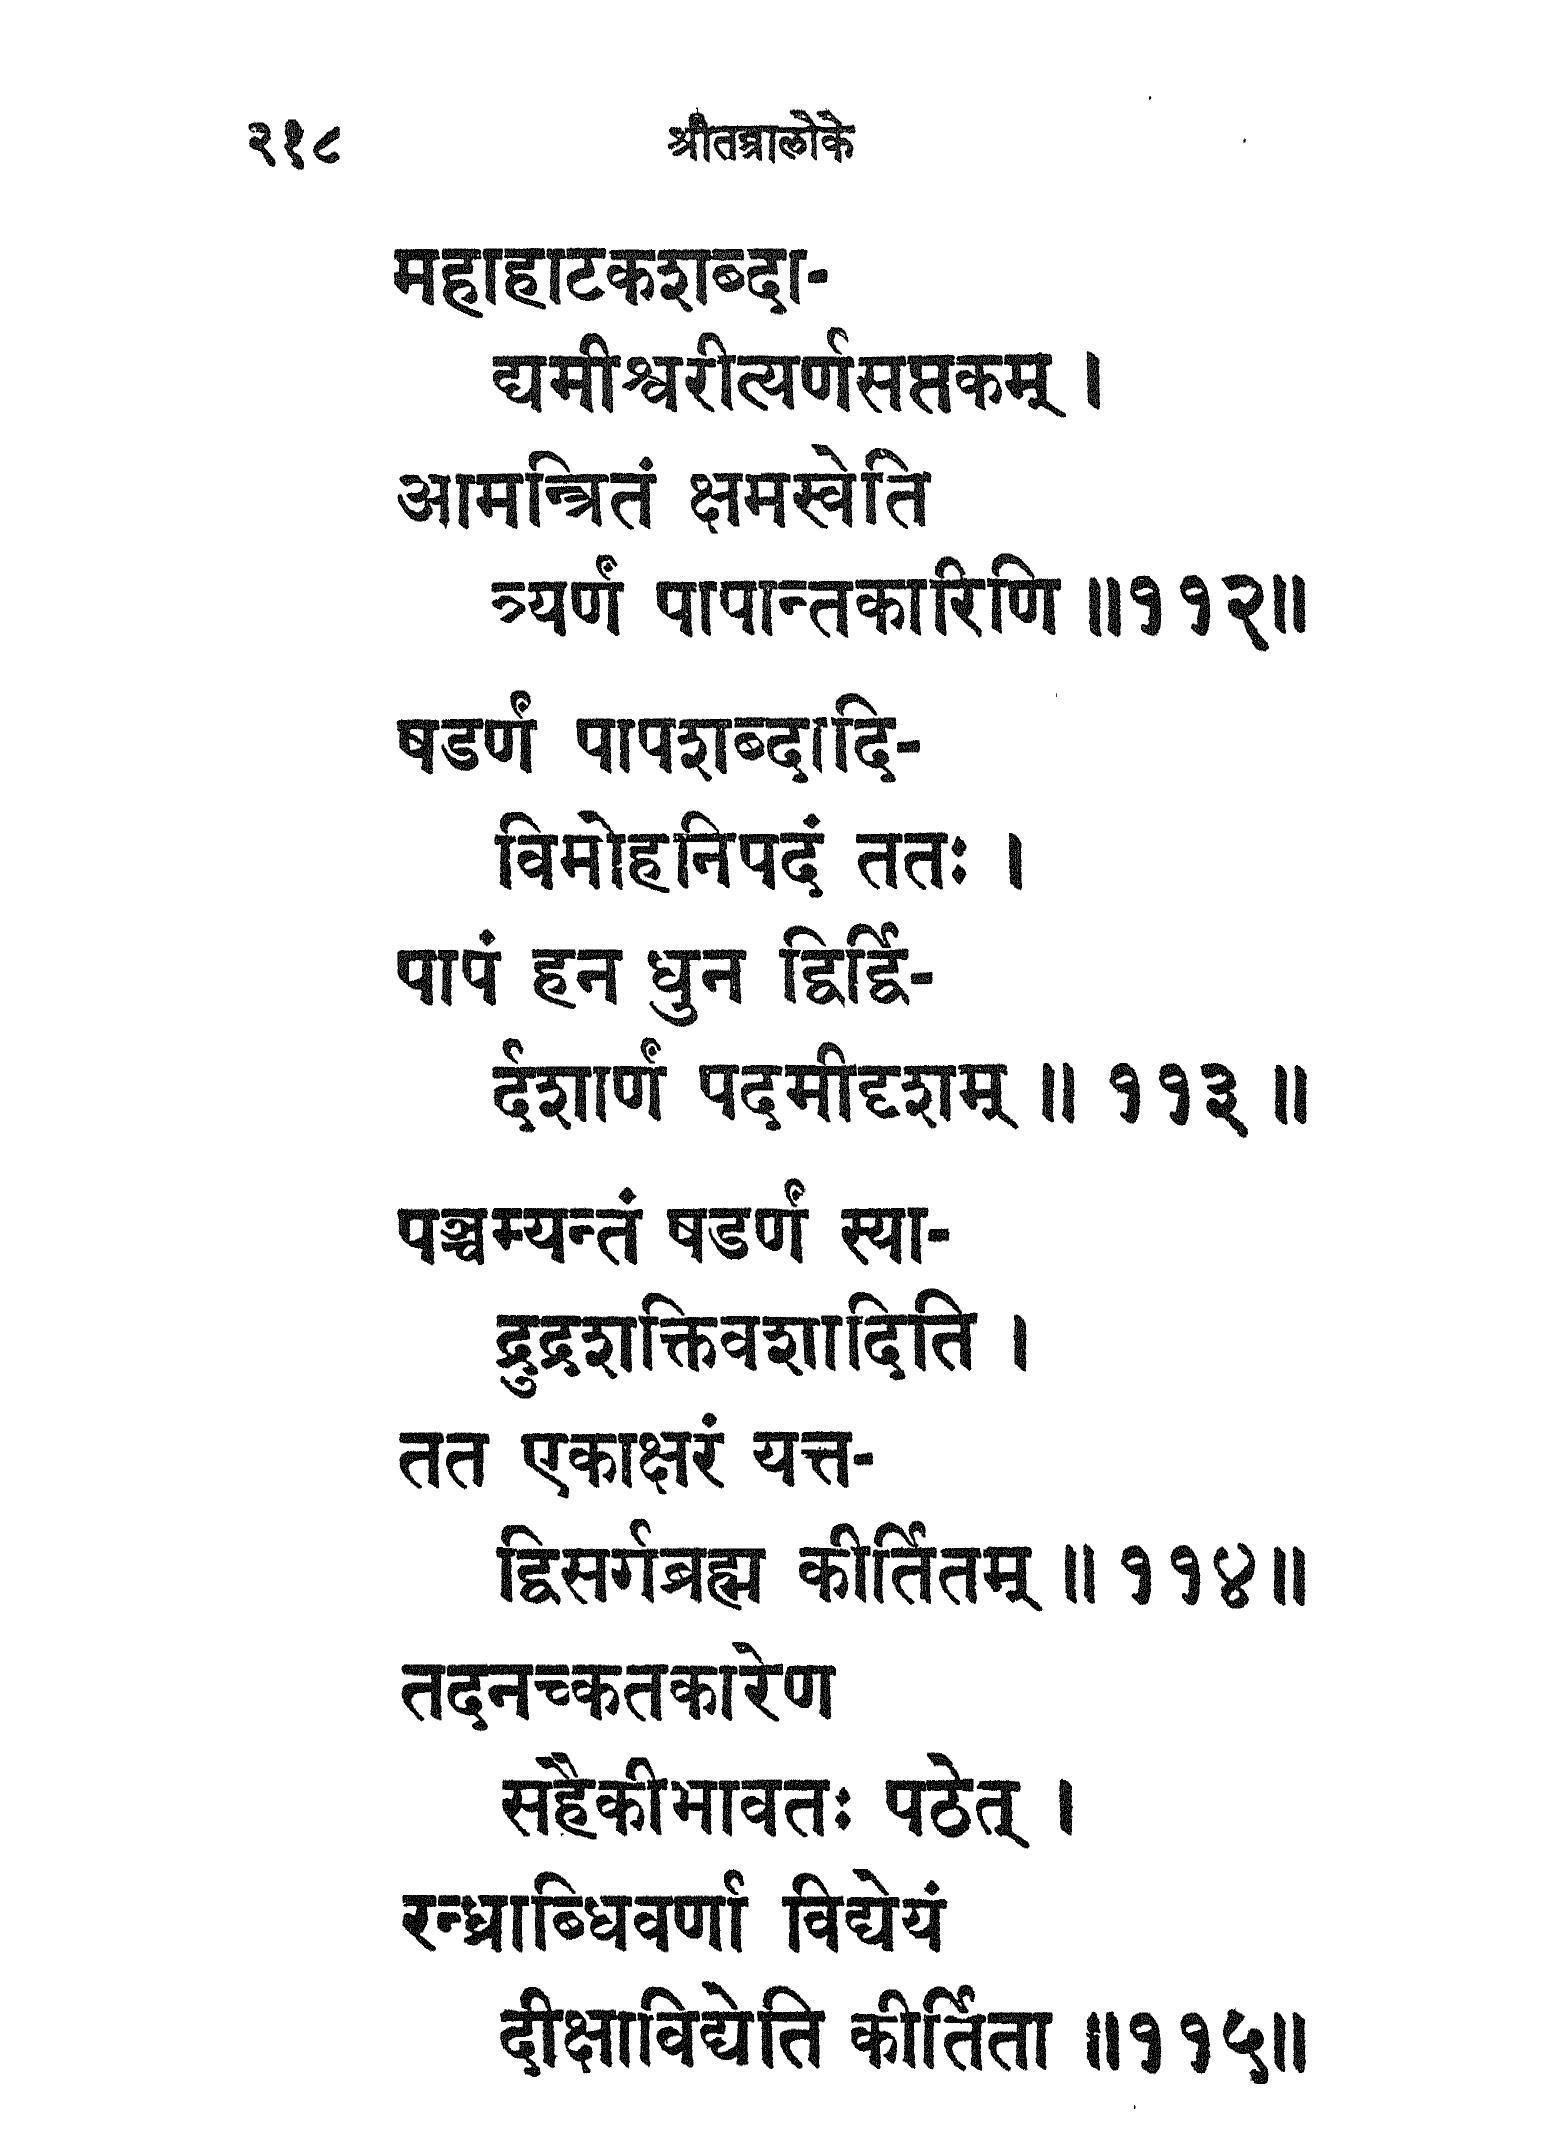 २१८ श्रीतन्त्रालोके
महाहाटकशब्दा-
द्यमीश्वरीत्यर्णसप्तकम् ।
आमन्त्रितं क्षमस्वेति
त्र्यर्णं पापान्तकारिणि ॥११२॥
षडर्णं पापशब्दादि-
विमोहनिपदं ततः ।
पापं हन धुन द्विर्द्वि-
र्दशार्णं पदमीदृशम् ॥ ११३ ॥
पञ्चम्यन्तं षडर्णं स्या-
द्रुद्रशक्तिवशादिति ।
तत एकाक्षरं यत्त-
द्विसर्गब्रह्म कीर्तितम् ॥ ११४॥
तदनच्कतकारेण
सहैकीभावतः पठेत् ।
रन्ध्राब्धिवर्णा विद्येयं
दीक्षाविद्येति कीर्तिता ॥११५॥